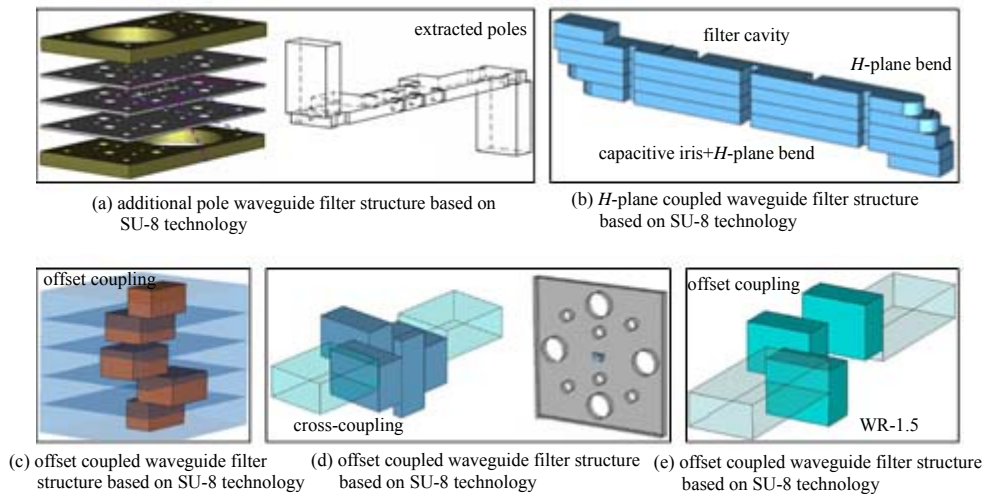 extracted poles
filter cavity
H-plane bend
capacitive iris+H-plane bend
(a) additional pole waveguide filter structure based on
SU-8 technology
(b) H-plane coupled waveguide filter structure
based on SU-8 technology
offset coupling
cross-coupling
offset coupling
WR-1.5
(c) offset coupled waveguide filter
structure based on SU-8 technology
(d) offset coupled waveguide filter structure
based on SU-8 technology
(e) offset coupled waveguide filter structure
based on SU-8 technology